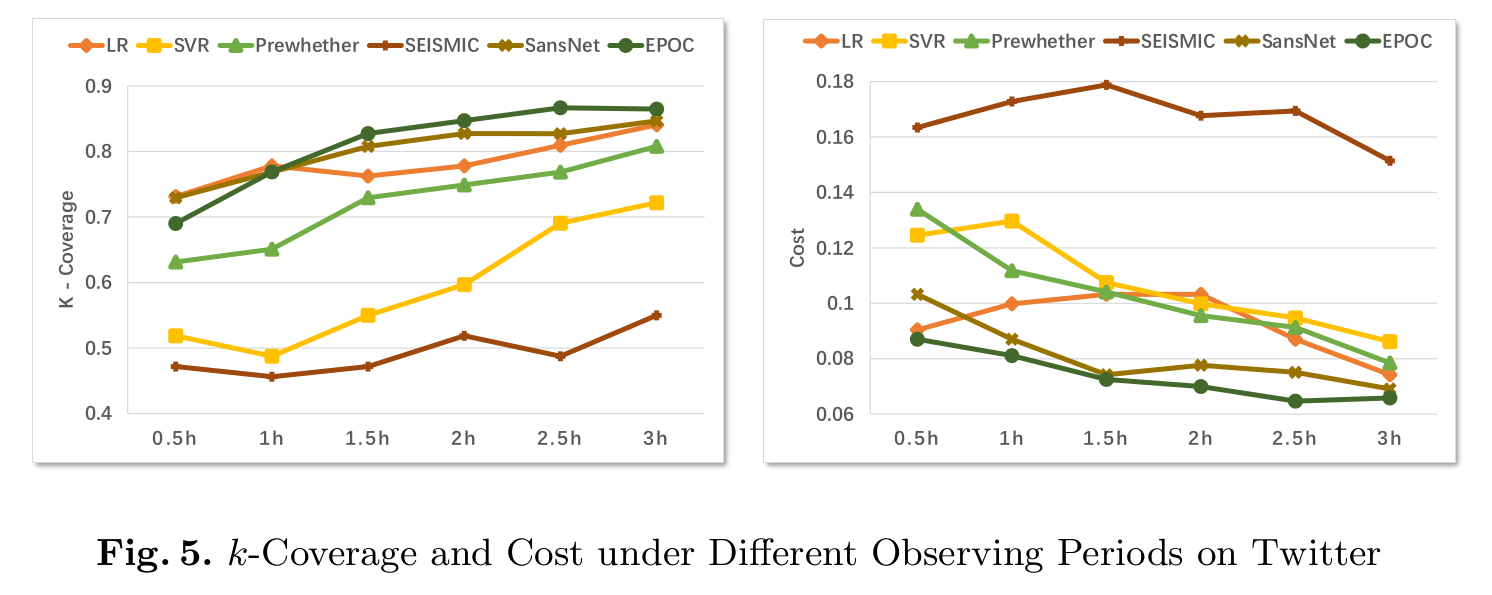 LR SVR Prewhether SEISMIC SansNet EPOC
0.9
0.8
0.7
0.6
0.5
0.4
K - Coverage
0.5h 1h 1.5h 2h 2.5h 3h
LR SVR Prewhether SEISMIC SansNet EPOC
0.18
0.16
0.14
0.12
0.1
0.08
0.06
Cost
0.5h 1h 1.5h 2h 2.5h 3h
Fig. 5. k-Coverage and Cost under Different Observing Periods on Twitter